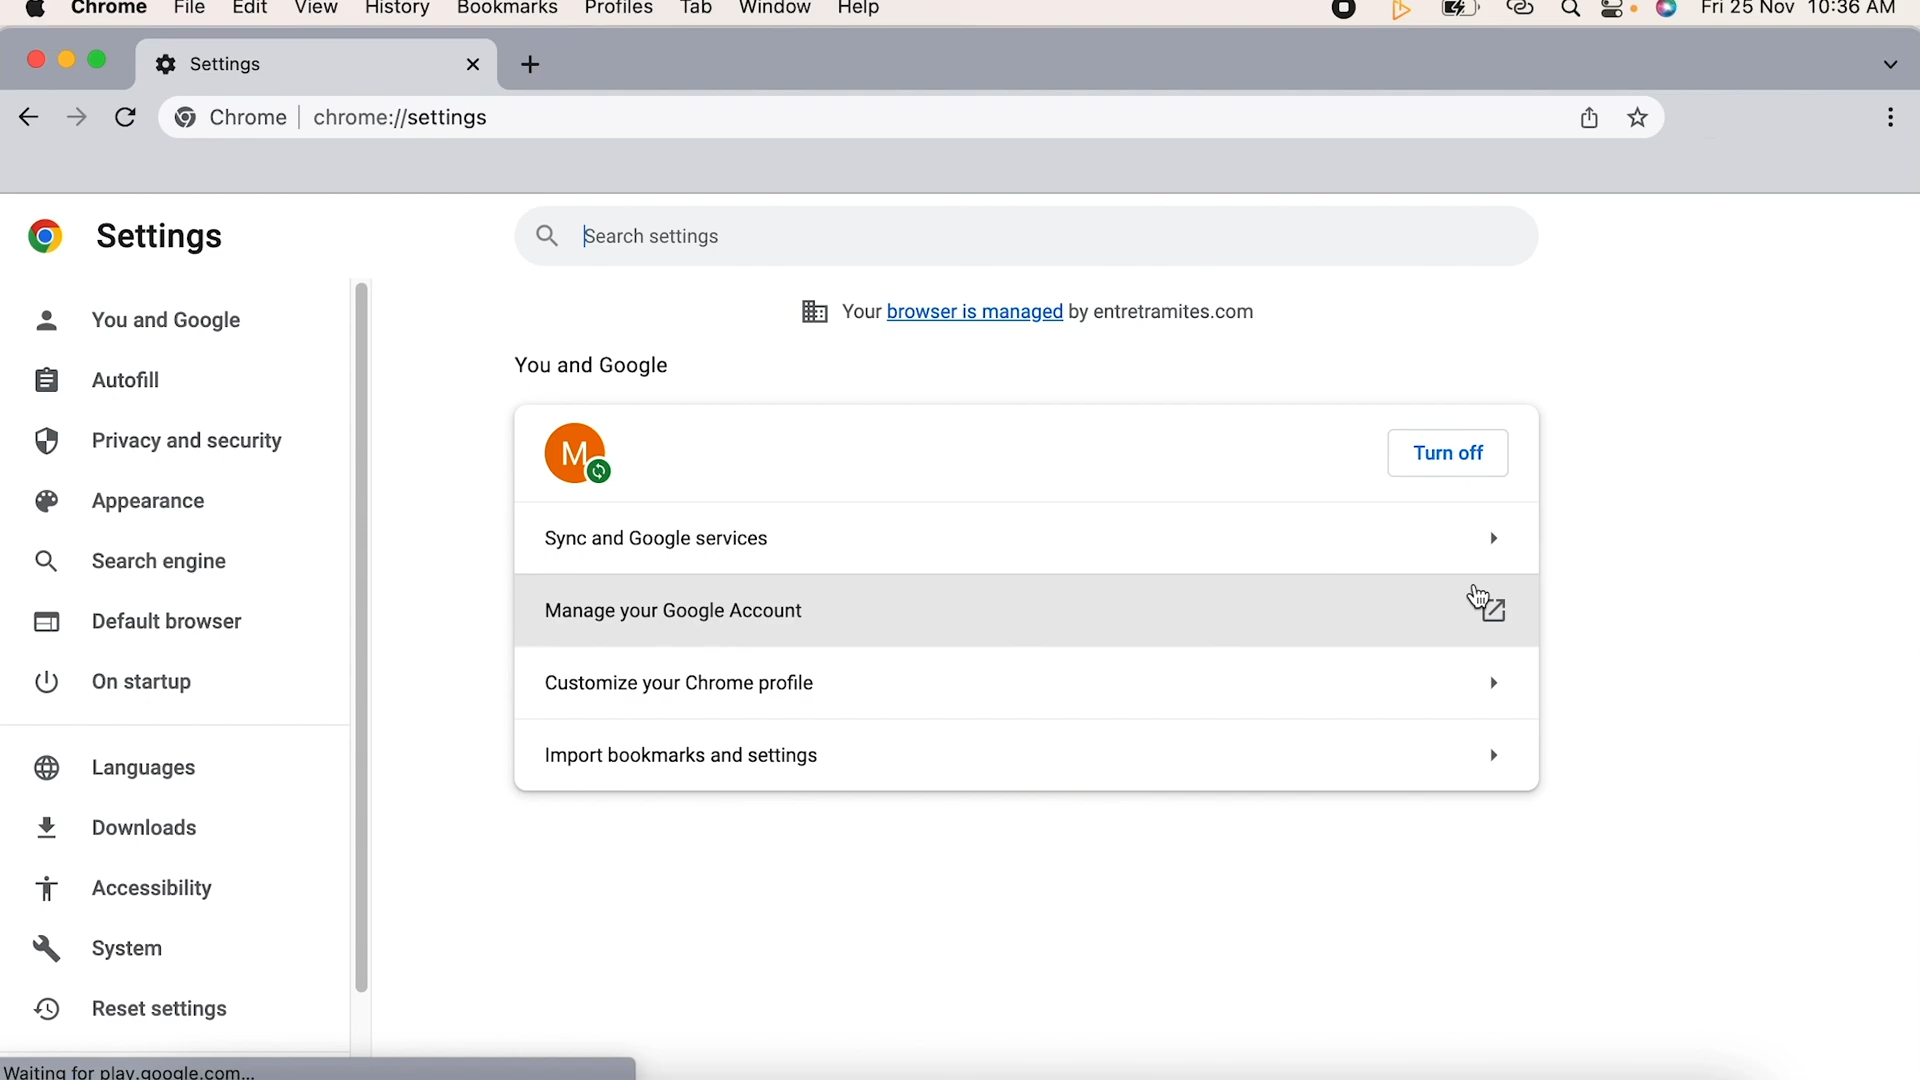 Chrome File Edit View History Bookmarks Profiles Tab Window Help Fri 25 Nov 10:36 AM
Settings
Chrome chrome://settings
Settings
Search settings
Your browser is managed by entretramites.com
You and Google
Autofill
Privacy and security
Appearance
Search engine
Default browser
On startup
Languages
Downloads
Accessibility
System
Reset settings
You and Google
M
Turn off
Sync and Google services
Manage your Google Account
Customize your Chrome profile
Import bookmarks and settings
Waiting for play.google.com...